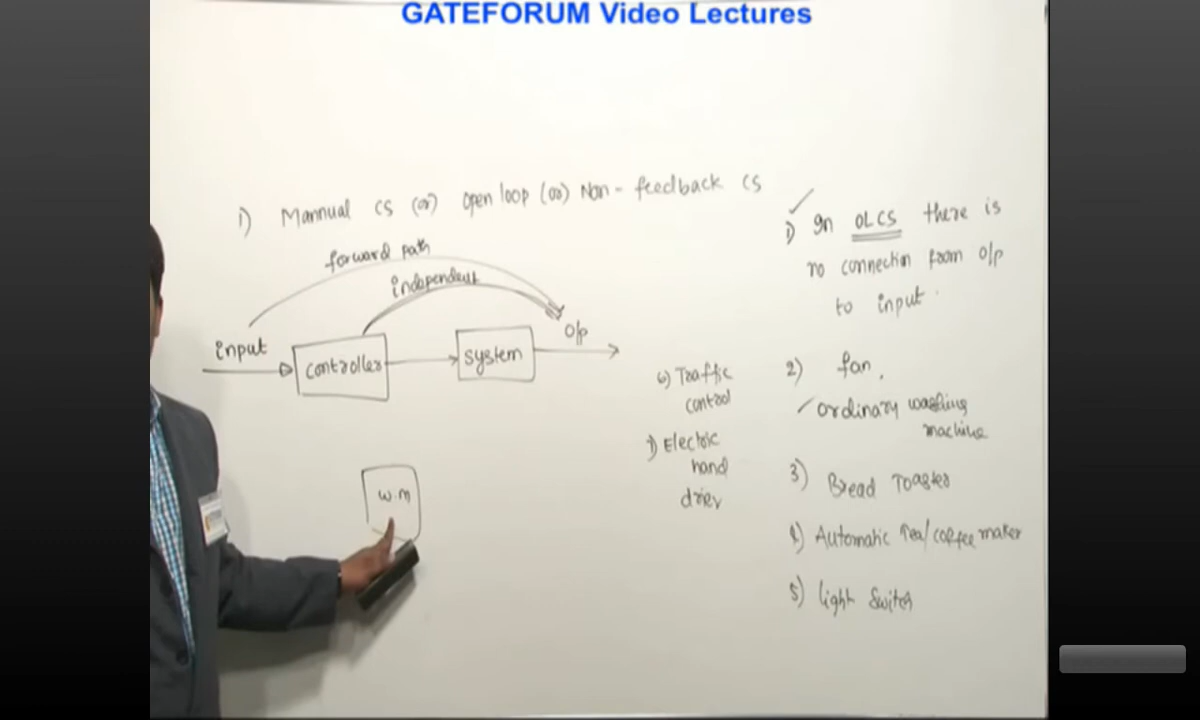 GATEFORUM Video Lectures
i) Mannual CS (or) open loop (or) Non-feedback CS
forward path
independent
input
controller
system
o/p
W.M
1) In OLCS there is
no connection from o/p
to input.
2) fan,
ordinary washing
machine
3) Bread Toaster
4) Automatic Tea/coffee maker
5) light switch
6) Traffic
control
7) Electric
hand
drier